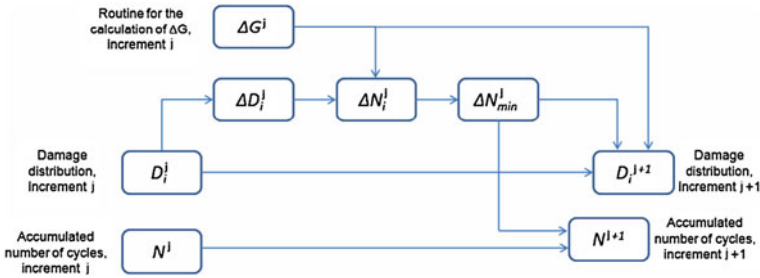 Routine for the
calculation of ΔG,
Increment j
ΔG^j
ΔD_i^j
ΔN_i^j
ΔN_min^j
Damage
distribution,
Increment j
D_i^j
D_i^j+1
Damage
distribution,
Increment j+1
Accumulated
number of cycles,
increment j
N^j
N^j+1
Accumulated
number of cycles,
increment j+1